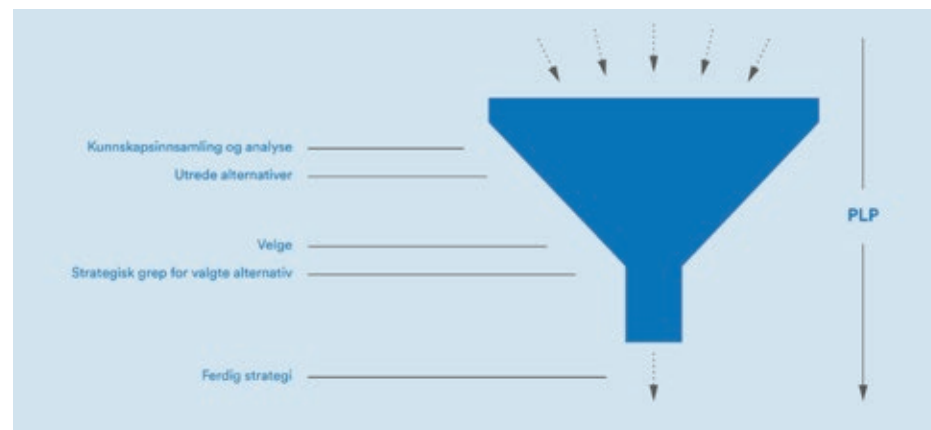 Kunnskapsinnsamling og analyse
Utrede alternativer
PLP
Velge
Strategisk grep for valgte alternativ
Ferdig strategi